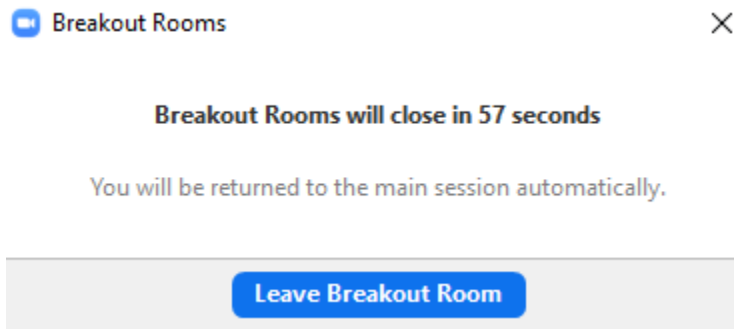 Breakout Rooms
Breakout Rooms will close in 57 seconds
You will be returned to the main session automatically.
Leave Breakout Room